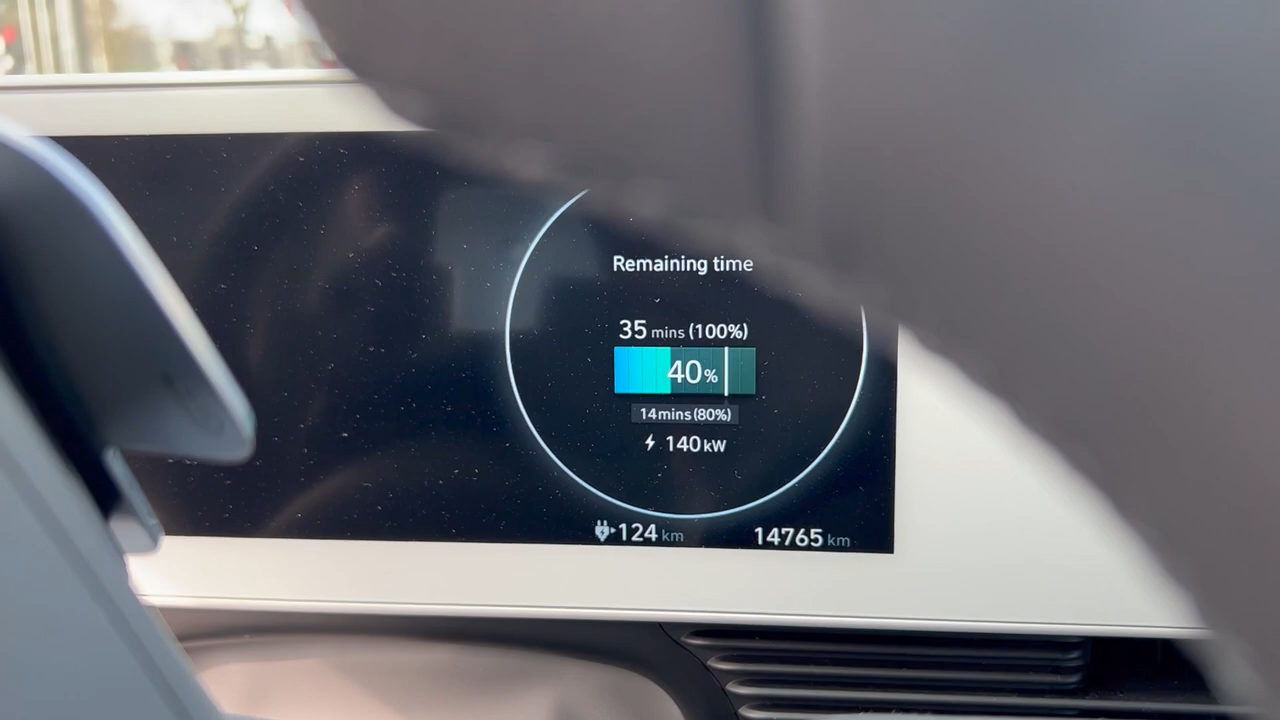 Remaining time
35 mins (100%)
40%
14mins(80%)
140kW
124 km
14765 km